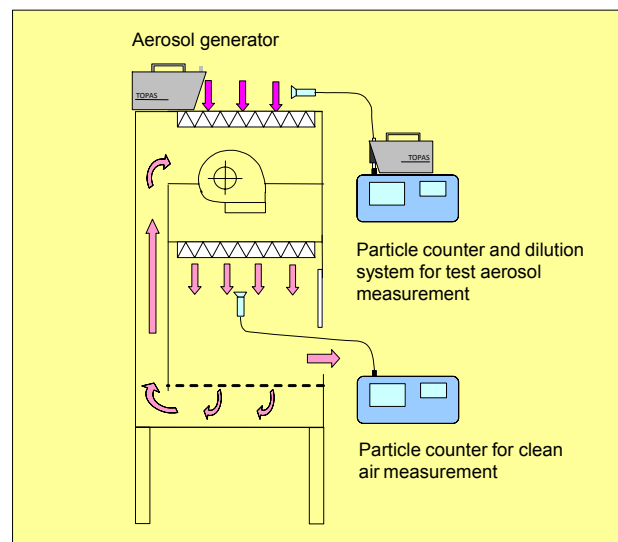 Aerosol generator
TOPAS
TOPAS
Particle counter and dilution
system for test aerosol
measurement
Particle counter for clean
air measurement